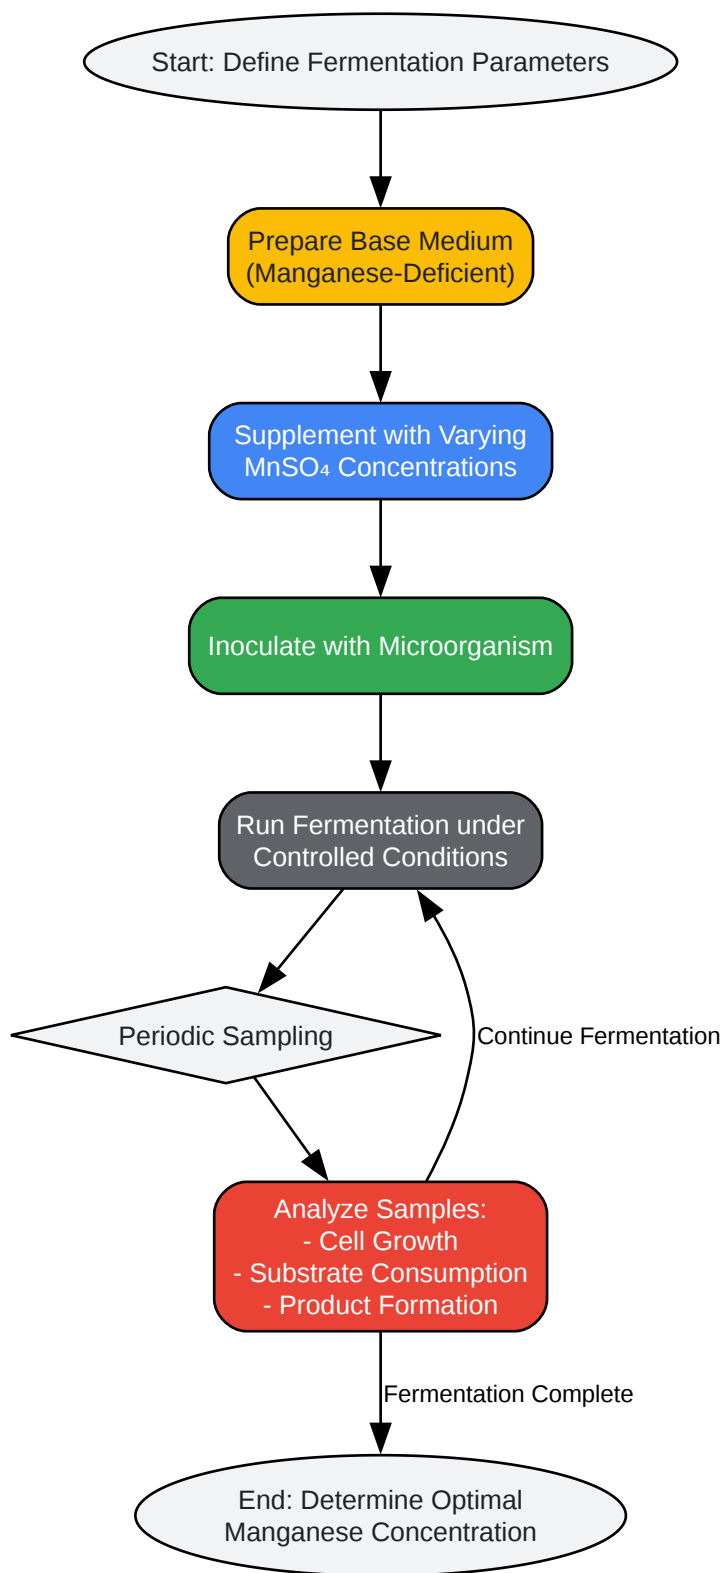 Start: Define Fermentation Parameters
Prepare Base Medium
(Manganese-Deficient)
Supplement with Varying
MnSO₄ Concentrations
Inoculate with Microorganism
Run Fermentation under
Controlled Conditions
Periodic Sampling
Continue Fermentation
Analyze Samples:
- Cell Growth
- Substrate Consumption
- Product Formation
Fermentation Complete
End: Determine Optimal
Manganese Concentration